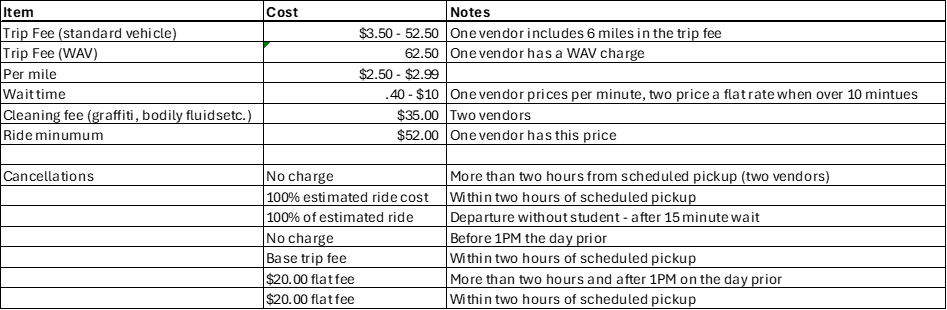 Item Cost Notes
Trip Fee (standard vehicle) $3.50 - 52.50 One vendor includes 6 miles in the trip fee
Trip Fee (WAV) 62.50 One vendor has a WAV charge
Per mile $2.50 - $2.99
Wait time .40 - $10 One vendor prices per minute, two price a flat rate when over 10 mintues
Cleaning fee (graffiti, bodily fluidsetc.) $35.00 Two vendors
Ride minumum $52.00 One vendor has this price
Cancellations No charge More than two hours from scheduled pickup (two vendors)
100% estimated ride cost Within two hours of scheduled pickup
100% of estimated ride Departure without student - after 15 minute wait
No charge Before 1PM the day prior
Base trip fee Within two hours of scheduled pickup
$20.00 flat fee More than two hours and after 1PM on the day prior
$20.00 flat fee Within two hours of scheduled pickup